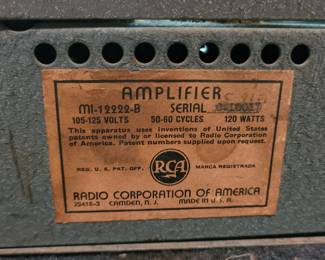 AMPLIFIER
MI-12222-B SERIAL
105-125 VOLTS 50-60 CYCLES 120 WATTS
This apparatus uses inventions of United States
patents owned by or licensed to Radio Corporation
of America. Patent numbers supplied upon request.
REG. U.S. PAT. OFF. RCA MARCA REGISTRADA
RADIO CORPORATION OF AMERICA
25418-3 CAMDEN, N. J. MADE IN U.S.A.